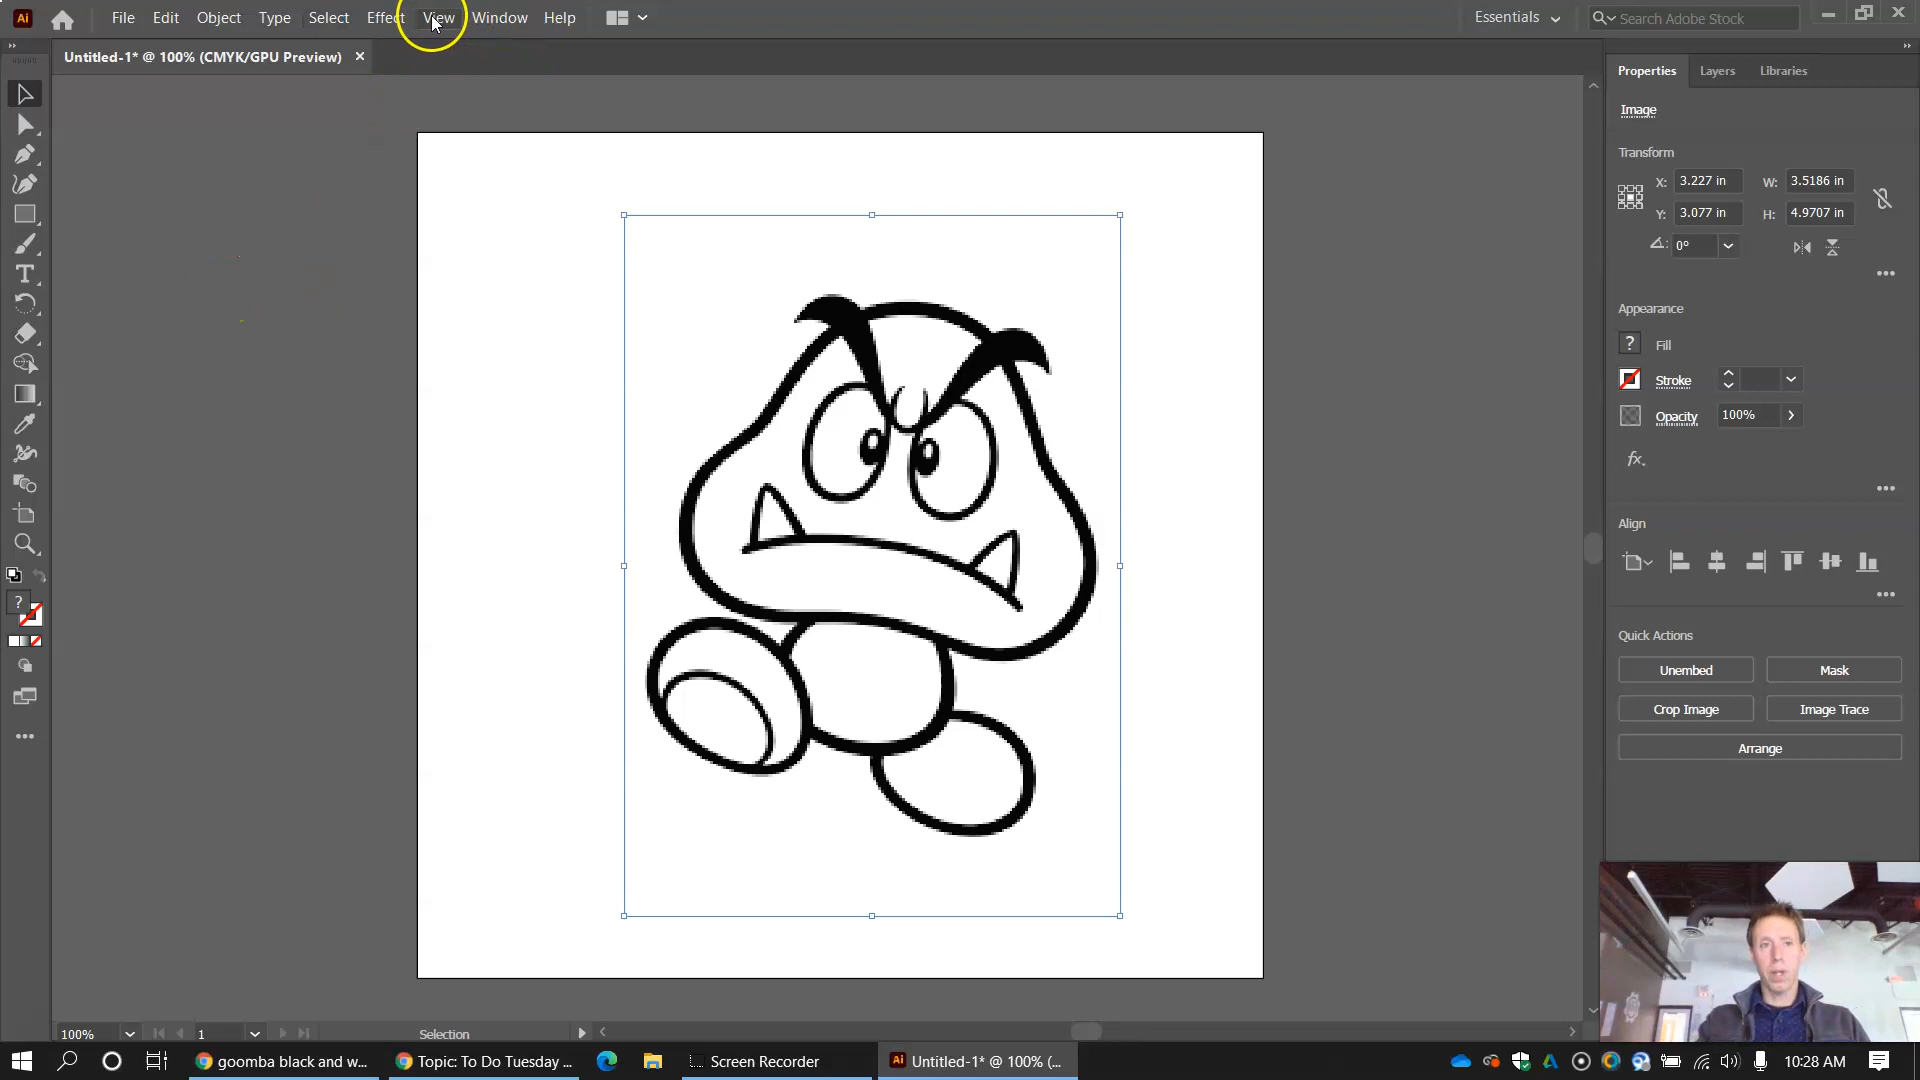 Ai File Edit Object Type Select Effect View Window Help Essentials Search Adobe Stock
Untitled-1* @ 100% (CMYK/GPU Preview)
Properties Layers Libraries
Image
Transform
X: 3.227 in W: 3.5186 in
Y: 3.077 in H: 4.9707 in
0°
Appearance
? Fill
Stroke
Opacity 100%
fx.
Align
Quick Actions
Unembed Mask
Crop Image Image Trace
Arrange
?
100% 1 Selection
goomba black and w... Topic: To Do Tuesday ... Screen Recorder Ai Untitled-1* @ 100% (... 10:28 AM